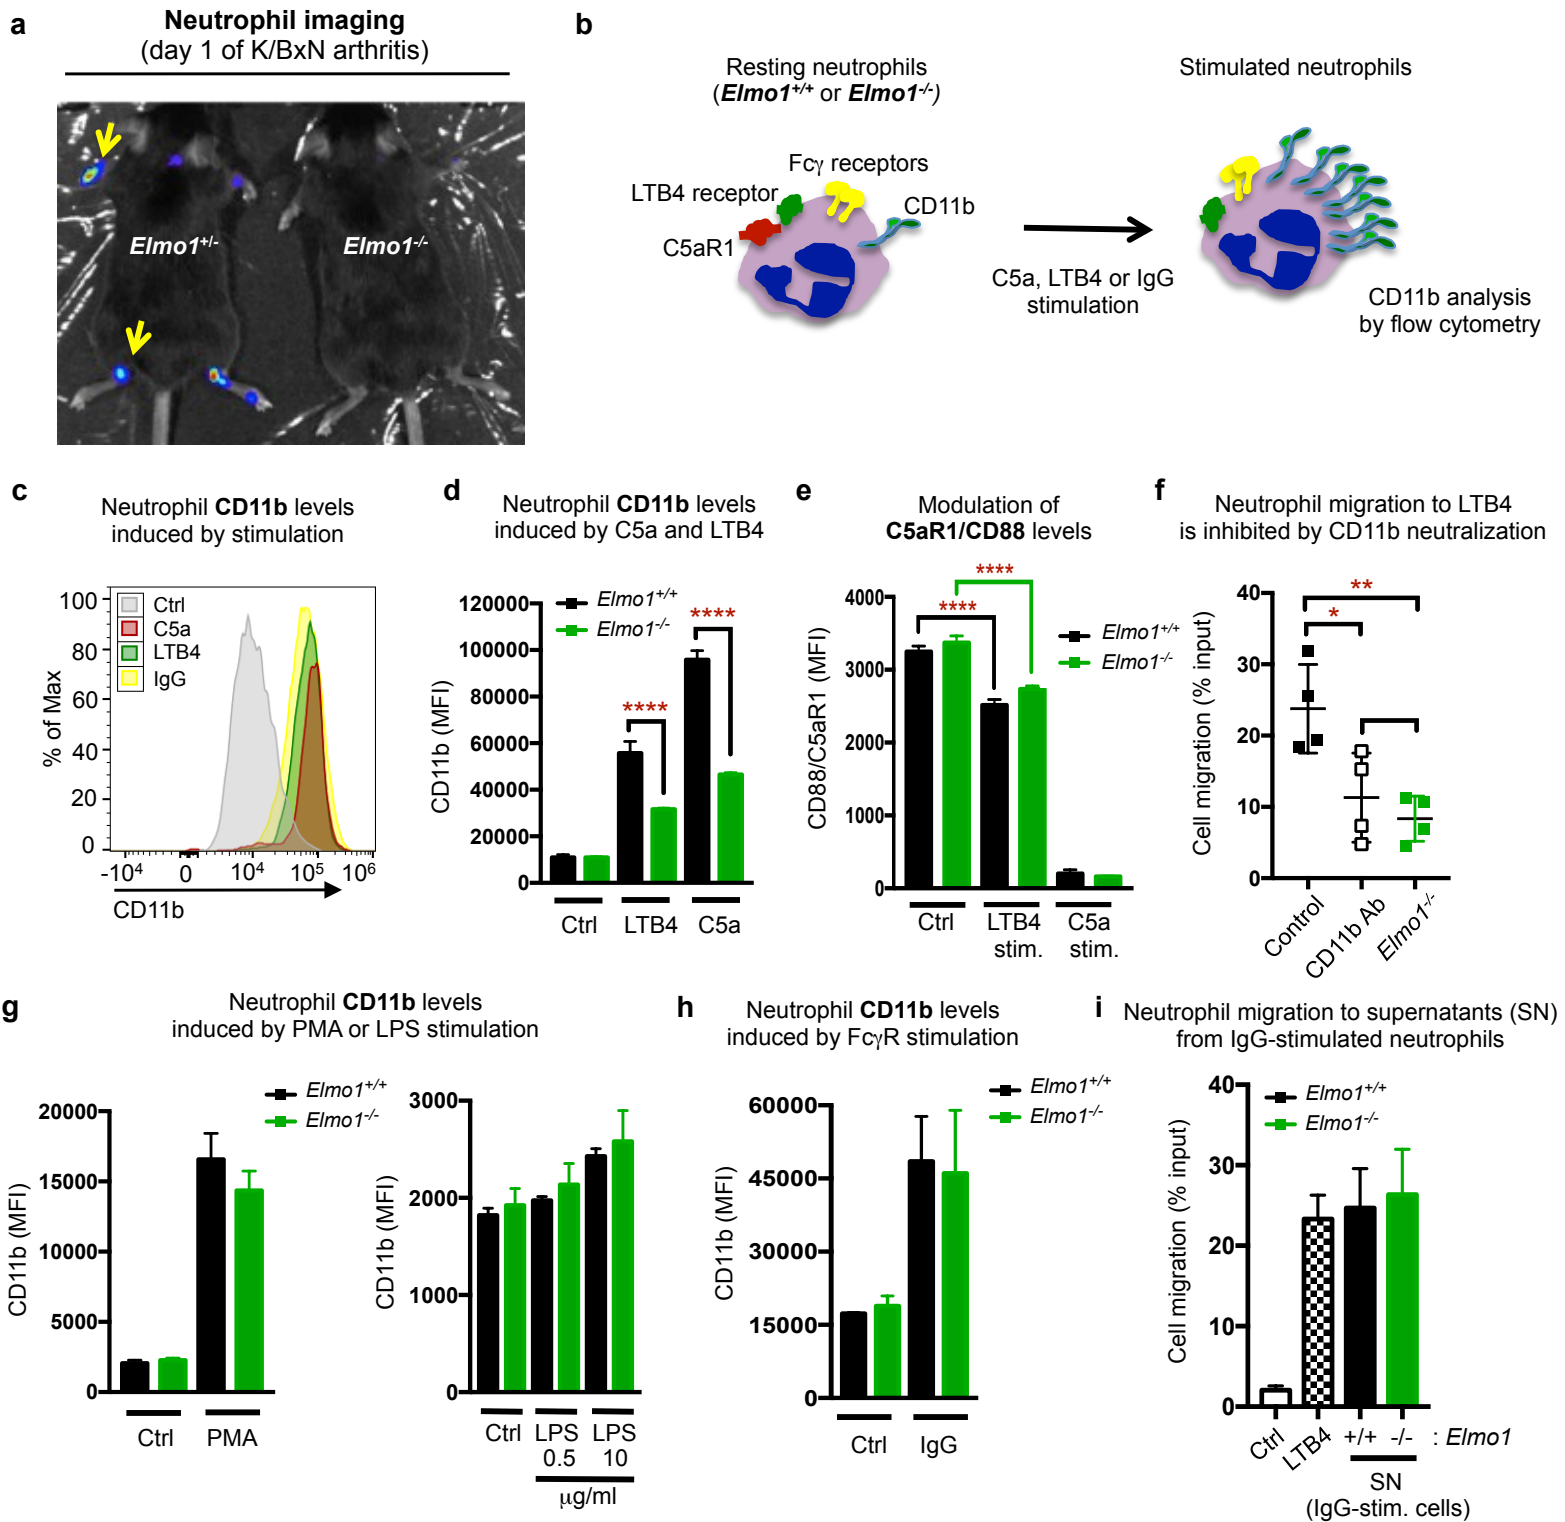 a
Neutrophil imaging
(day 1 of K/BxN arthritis)
Elmo1+/-
Elmo1-/-
b
Resting neutrophils
(Elmo1+/+ or Elmo1-/-)
Stimulated neutrophils
Fcγ receptors
LTB4 receptor
CD11b
C5aR1
C5a, LTB4 or IgG
stimulation
CD11b analysis
by flow cytometry
c
Neutrophil CD11b levels
induced by stimulation
Ctrl
C5a
LTB4
IgG
% of Max
100
80
60
40
20
0
-10^4
0
10^4
10^5
10^6
CD11b
d
Neutrophil CD11b levels
induced by C5a and LTB4
Elmo1+/+
Elmo1-/-
CD11b (MFI)
120000
100000
80000
60000
40000
20000
0
****
****
Ctrl
LTB4
C5a
e
Modulation of
C5aR1/CD88 levels
****
****
Elmo1+/+
Elmo1-/-
CD88/C5aR1 (MFI)
4000
3000
2000
1000
0
Ctrl
LTB4
stim.
C5a
stim.
f
Neutrophil migration to LTB4
is inhibited by CD11b neutralization
**
*
Cell migration (% input)
40
30
20
10
0
Control
CD11b Ab
Elmo1-/-
g
Neutrophil CD11b levels
induced by PMA or LPS stimulation
Elmo1+/+
Elmo1-/-
CD11b (MFI)
20000
15000
10000
5000
0
Ctrl
PMA
CD11b (MFI)
3000
2000
1000
0
Ctrl
LPS
0.5
LPS
10
μg/ml
h
Neutrophil CD11b levels
induced by FcγR stimulation
Elmo1+/+
Elmo1-/-
CD11b (MFI)
60000
45000
30000
15000
0
Ctrl
IgG
i
Neutrophil migration to supernatants (SN)
from IgG-stimulated neutrophils
Elmo1+/+
Elmo1-/-
Cell migration (% input)
40
30
20
10
0
Ctrl
LTB4
+/+
-/-
: Elmo1
SN
(IgG-stim. cells)